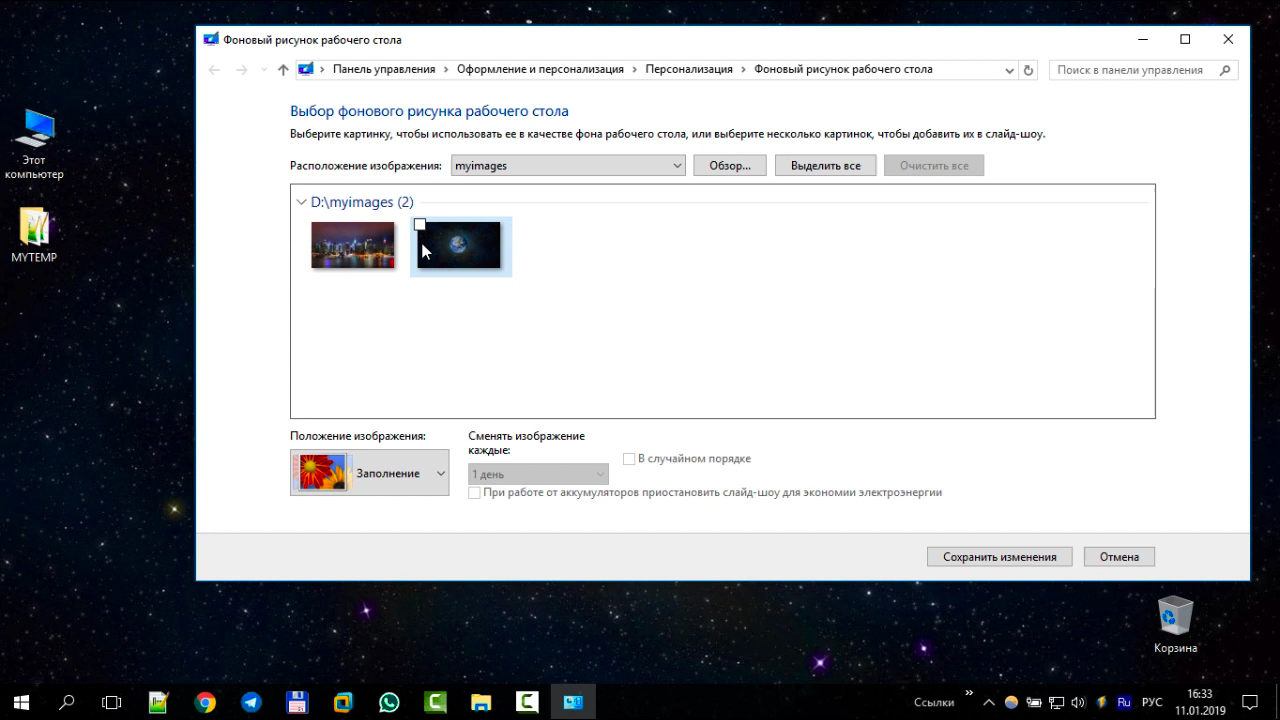 Фоновый рисунок рабочего стола
Панель управления
Оформление и персонализация
Персонализация
Фоновый рисунок рабочего стола
Поиск в панели управления
Выбор фонового рисунка рабочего стола
Выберите картинку, чтобы использовать ее в качестве фона рабочего стола, или выберите несколько картинок, чтобы добавить их в слайд-шоу.
Расположение изображения:
myimages
Обзор...
Выделить все
Очистить все
D:\myimages (2)
Этот
компьютер
MYTEMP
Положение изображения:
Заполнение
Сменять изображение
каждые:
1 день
В случайном порядке
При работе от аккумуляторов приостановить слайд-шоу для экономии электроэнергии
Сохранить изменения
Отмена
Корзина
Ссылки
Ru
РУС
16:33
11.01.2019